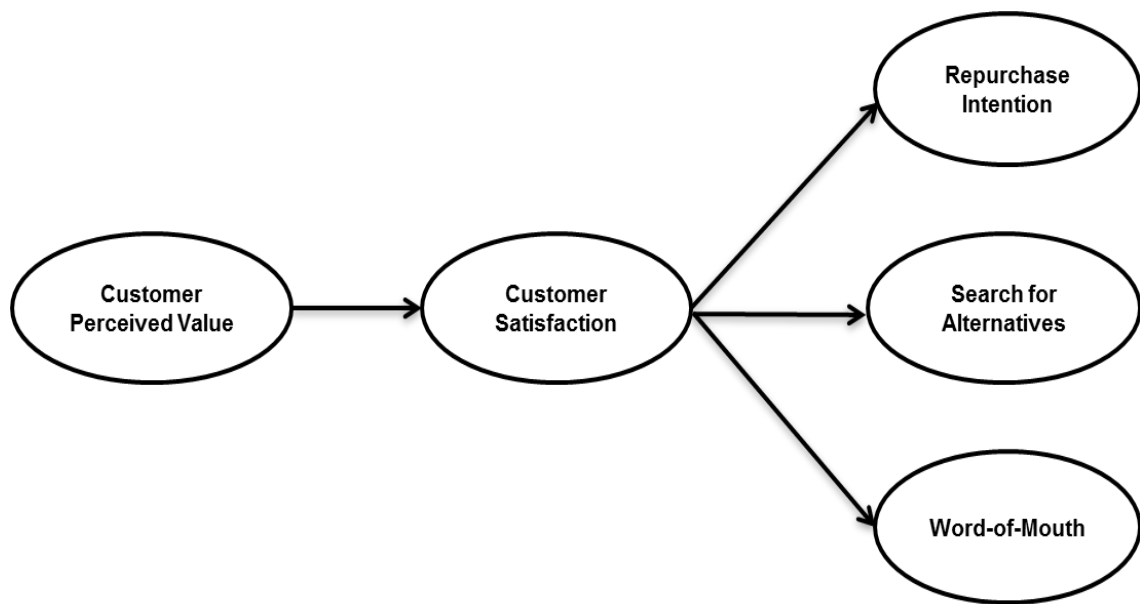 Repurchase
Intention
Customer
Perceived Value
Customer
Satisfaction
Search for
Alternatives
Word-of-Mouth